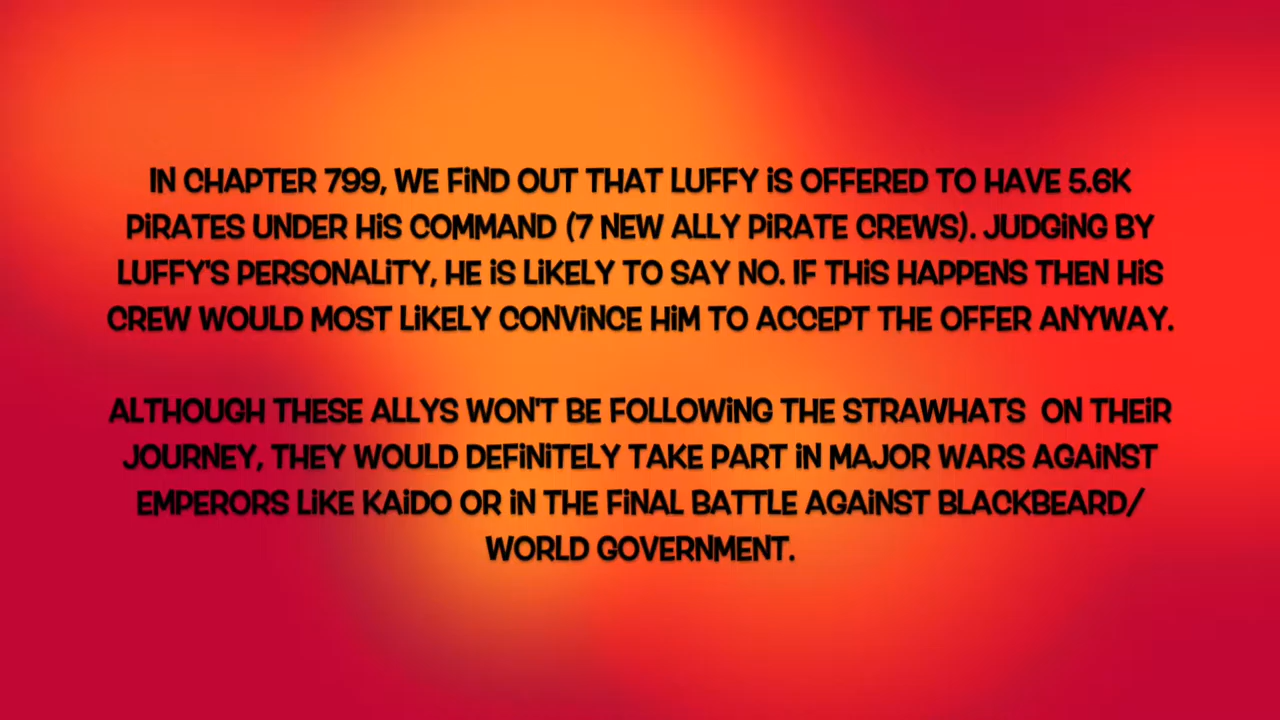 IN CHAPTER 799, WE FiND OUT THAT LUFFY iS OFFERED TO HAVE 5.6K
PiRATES UNDER HiS COMMAND (7 NEW ALLY PiRATE CREWS). JUDGiNG BY
LUFFY'S PERSONALiTY, HE iS LiKELY TO SAY NO. IF THiS HAPPENS THEN HiS
CREW WOULD MOST LiKELY CONViNCE HiM TO ACCEPT THE OFFER ANYWAY.
ALTHOUGH THESE ALLYS WON'T BE FOLLOWiNG THE STRAWHATS ON THEiR
JOURNEY, THEY WOULD DEFiNiTELY TAKE PART iN MAJOR WARS AGAiNST
EMPERORS LiKE KAiDO OR iN THE FiNAL BATTLE AGAiNST BLACKBEARD/
WORLD GOVERNMENT.